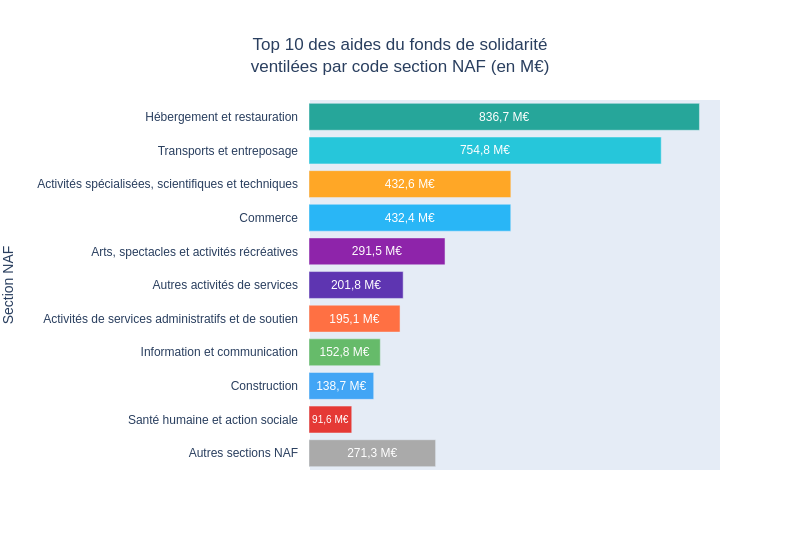 Top 10 des aides du fonds de solidarité
ventilées par code section NAF (en M€)
Hébergement et restauration 836,7 M€
Transports et entreposage 754,8 M€
Activités spécialisées, scientifiques et techniques 432,6 M€
Commerce 432,4 M€
Arts, spectacles et activités récréatives 291,5 M€
Autres activités de services 201,8 M€
Activités de services administratifs et de soutien 195,1 M€
Information et communication 152,8 M€
Construction 138,7 M€
Santé humaine et action sociale 91,6 M€
Autres sections NAF 271,3 M€
Section NAF